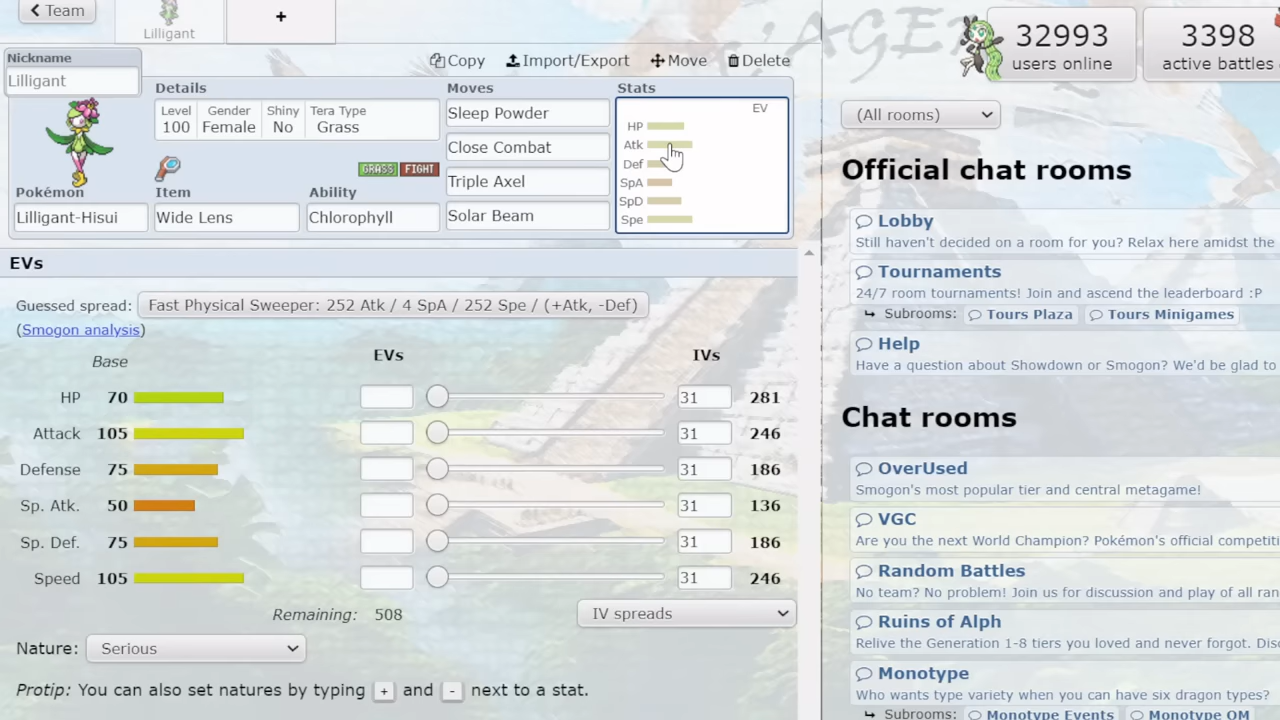 Team
Lilligant
+
Copy
Import/Export
Move
Delete
Nickname
Lilligant
Details
Level
100
Gender
Female
Shiny
No
Tera Type
Grass
GRASS
FIGHT
Pokémon
Lilligant-Hisui
Item
Wide Lens
Ability
Chlorophyll
Moves
Sleep Powder
Close Combat
Triple Axel
Solar Beam
Stats
EV
HP
Atk
Def
SpA
SpD
Spe
EVs
Guessed spread:
Fast Physical Sweeper: 252 Atk / 4 SpA / 252 Spe / (+Atk, -Def)
(Smogon analysis)
Base EVs IVs
HP 70 31 281
Attack 105 31 246
Defense 75 31 186
Sp. Atk. 50 31 136
Sp. Def. 75 31 186
Speed 105 31 246
Remaining: 508
IV spreads
Nature: Serious
Protip: You can also set natures by typing + and - next to a stat.
32993
users online
3398
active battles
(All rooms)
Official chat rooms
Lobby
Still haven't decided on a room for you? Relax here amidst the
Tournaments
24/7 room tournaments! Join and ascend the leaderboard :P
Subrooms: Tours Plaza Tours Minigames
Help
Have a question about Showdown or Smogon? We'd be glad to
Chat rooms
OverUsed
Smogon's most popular tier and central metagame!
VGC
Are you the next World Champion? Pokémon's official competiti
Random Battles
No team? No problem! Join us for discussion and play of all ran
Ruins of Alph
Relive the Generation 1-8 tiers you loved and never forgot. Disc
Monotype
Who wants type variety when you can have six dragon types?
Subrooms: Monotype Events Monotype OM